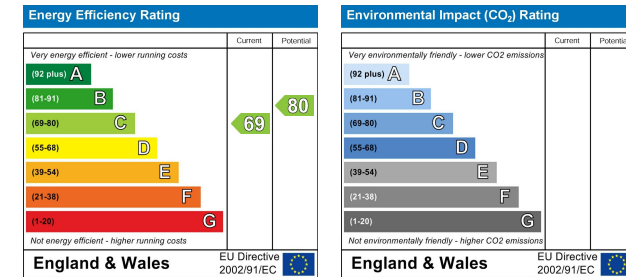 Energy Efficiency Rating
Current Potential
Very energy efficient - lower running costs
(92 plus) A
(81-91) B
(69-80) C
(55-68) D
(39-54) E
(21-38) F
(1-20) G
80
69
Not energy efficient - higher running costs
England & Wales
EU Directive
2002/91/EC
Environmental Impact (CO₂) Rating
Current Potential
Very environmentally friendly - lower CO2 emissions
(92 plus) A
(81-91) B
(69-80) C
(55-68) D
(39-54) E
(21-38) F
(1-20) G
Not environmentally friendly - higher CO2 emissions
England & Wales
EU Directive
2002/91/EC